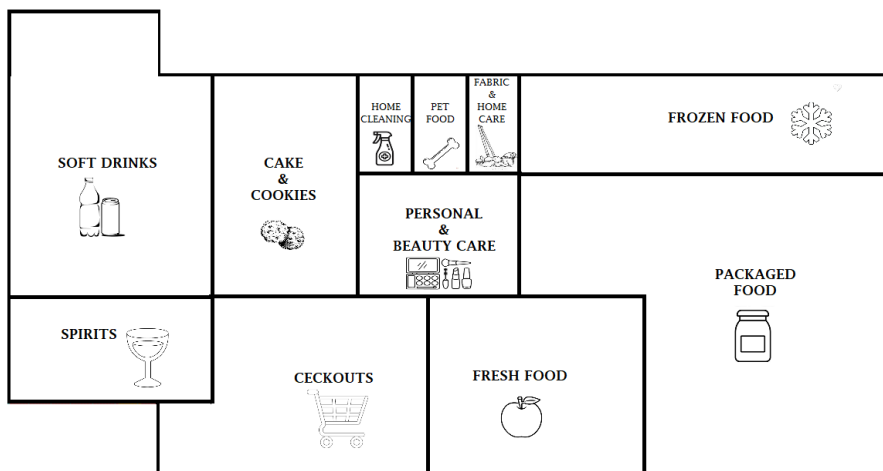 SOFT DRINKS
CAKE
&
COOKIES
HOME
CLEANING
PET
FOOD
FABRIC
&
HOME
CARE
FROZEN FOOD
PERSONAL
&
BEAUTY CARE
PACKAGED
FOOD
SPIRITS
CECKOUTS
FRESH FOOD